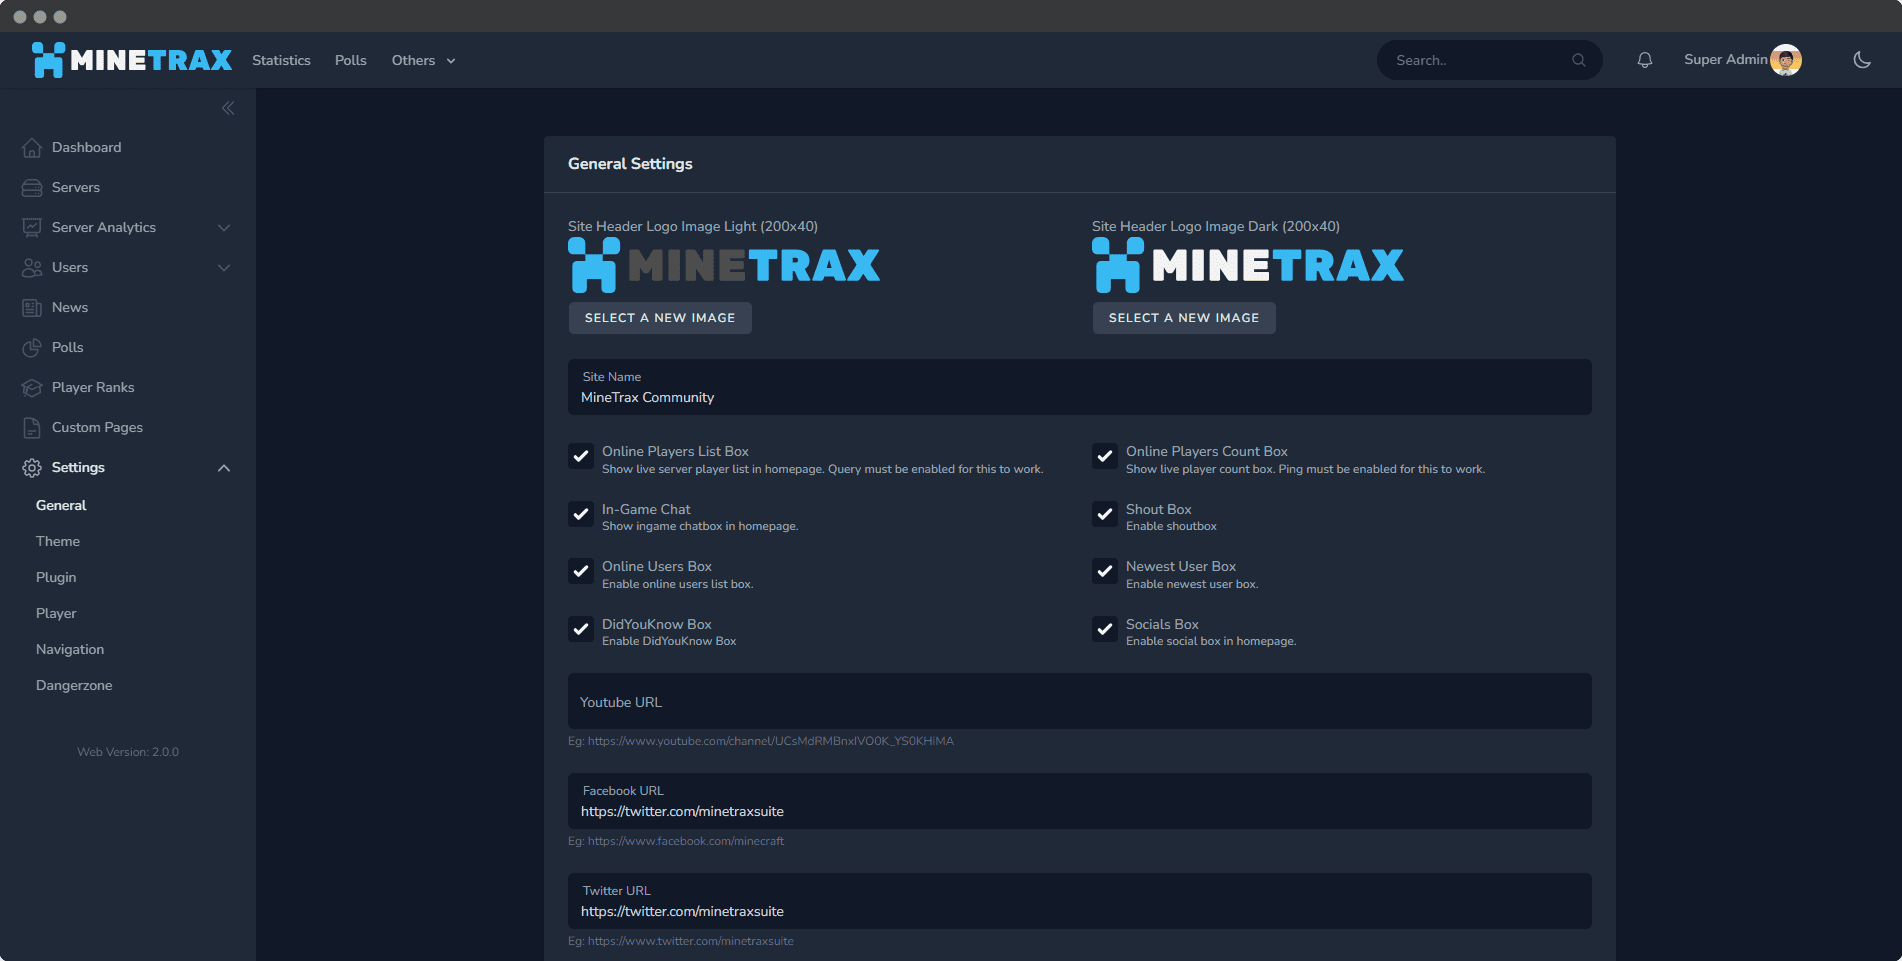 MINETRAX
Statistics
Polls
Others
Search..
Super Admin
Dashboard
Servers
Server Analytics
Users
News
Polls
Player Ranks
Custom Pages
Settings
General
Theme
Plugin
Player
Navigation
Dangerzone
Web Version: 2.0.0
General Settings
Site Header Logo Image Light (200x40)
MINETRAX
SELECT A NEW IMAGE
Site Header Logo Image Dark (200x40)
MINETRAX
SELECT A NEW IMAGE
Site Name
MineTrax Community
Online Players List Box
Show live server player list in homepage. Query must be enabled for this to work.
Online Players Count Box
Show live player count box. Ping must be enabled for this to work.
In-Game Chat
Show ingame chatbox in homepage.
Shout Box
Enable shoutbox
Online Users Box
Enable online users list box.
Newest User Box
Enable newest user box.
DidYouKnow Box
Enable DidYouKnow Box
Socials Box
Enable social box in homepage.
Youtube URL
Eg: https://www.youtube.com/channel/UCsMdRMBnxIVO0K_YS0KHiMA
Facebook URL
https://twitter.com/minetraxsuite
Eg: https://www.facebook.com/minecraft
Twitter URL
https://twitter.com/minetraxsuite
Eg: https://www.twitter.com/minetraxsuite